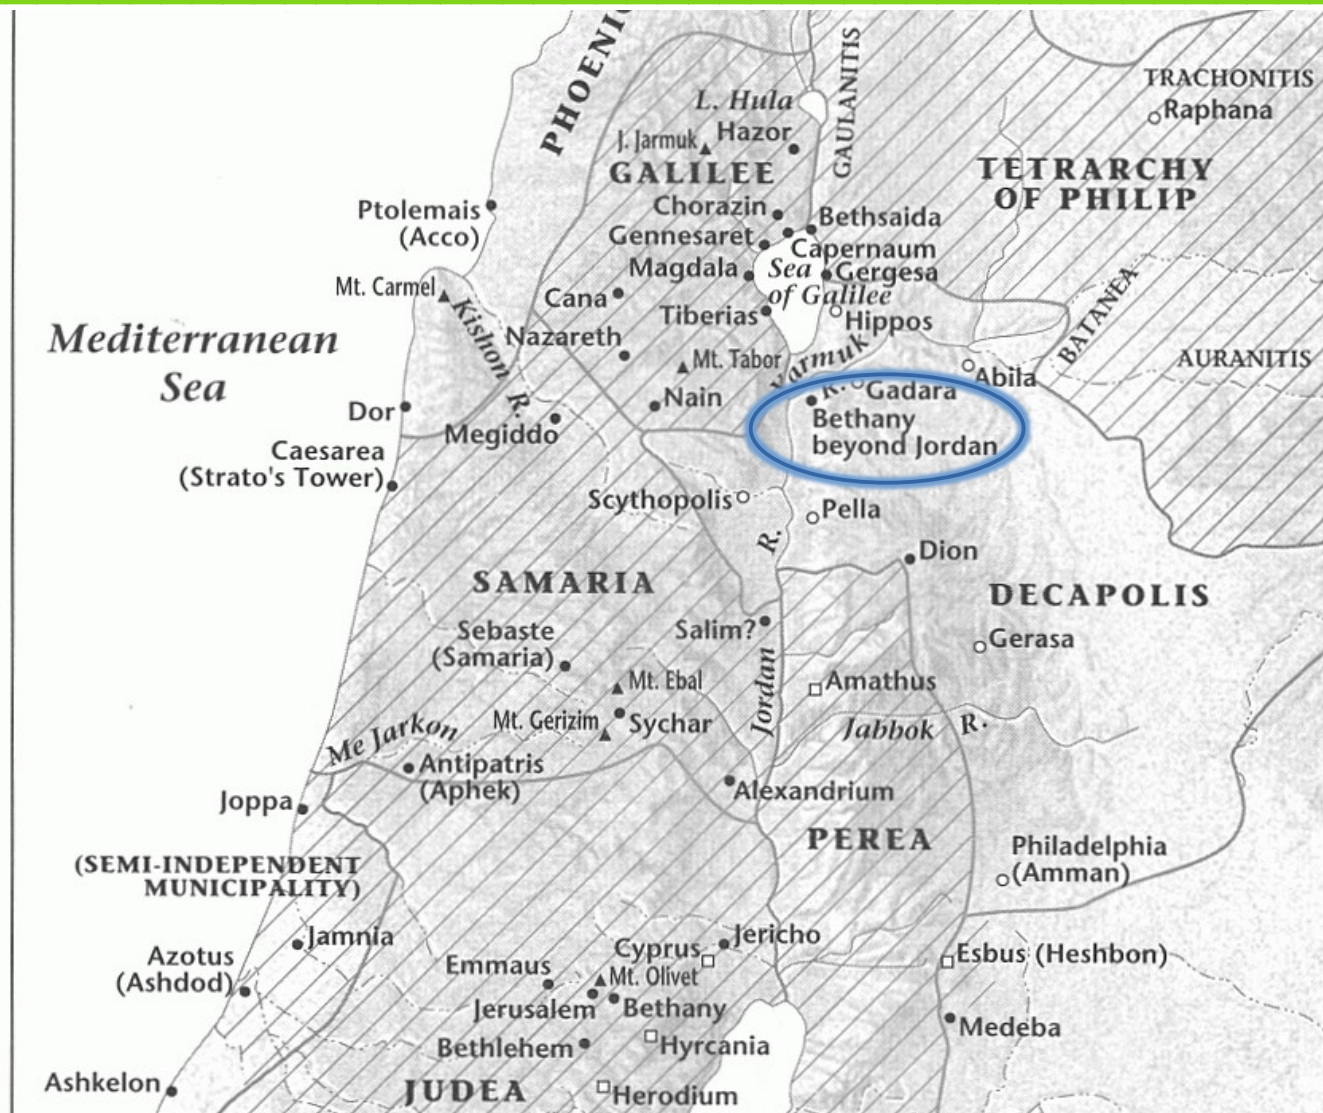 PHOENIC
GAULANITIS
TRACHONITIS
Raphana
L. Hula
J. Jarmuk
Hazor
GALILEE
TETRARCHY
OF PHILIP
Chorazin
Bethsaida
Ptolemais
(Acco)
Gennesaret
Capernaum
Magdala
Sea
of Galilee
Gergesa
Mt. Carmel
Kishon R.
Cana
Tiberias
Hippos
BATANEA
Mediterranean
Sea
Nazareth
Mt. Tabor
Yarmuk R.
AURANITIS
Abila
Gadara
Nain
Dor
Megiddo
Bethany
beyond Jordan
Caesarea
(Strato's Tower)
Scythopolis
Pella
Dion
SAMARIA
DECAPOLIS
Sebaste
(Samaria)
Salim?
Gerasa
Mt. Ebal
Jordan R.
Amathus
Mt. Gerizim
Sychar
Jabbok R.
Me Jarkon
Antipatris
(Aphek)
Alexandrium
Joppa
PEREA
(SEMI-INDEPENDENT
MUNICIPALITY)
Philadelphia
(Amman)
Jamnia
Jericho
Cyprus
Esbus (Heshbon)
Azotus
(Ashdod)
Emmaus
Mt. Olivet
Jerusalem
Bethany
Medeba
Bethlehem
Hyrcania
Ashkelon
JUDEA
Herodium